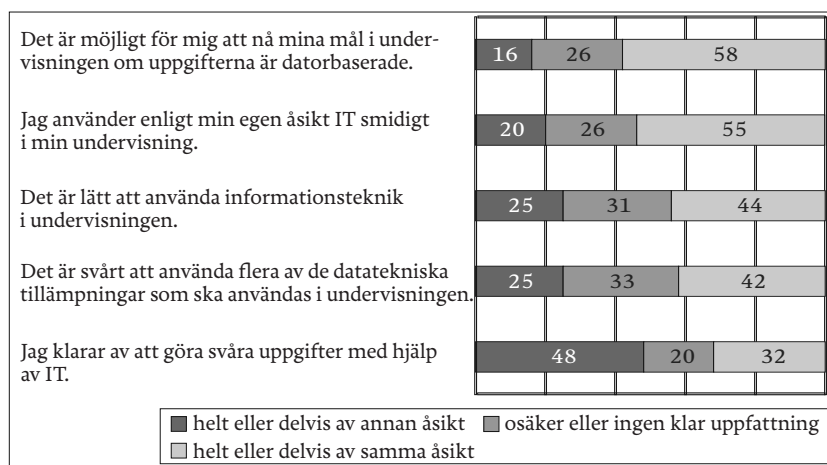 Det är möjligt för mig att nå mina mål i under-
visningen om uppgifterna är datorbaserade.
16 26 58
Jag använder enligt min egen åsikt IT smidigt
i min undervisning.
20 26 55
Det är lätt att använda informationsteknik
i undervisningen.
25 31 44
Det är svårt att använda flera av de datatekniska
tillämpningar som ska användas i undervisningen.
25 33 42
Jag klarar av att göra svåra uppgifter med hjälp
av IT.
48 20 32
helt eller delvis av annan åsikt osäker eller ingen klar uppfattning
helt eller delvis av samma åsikt